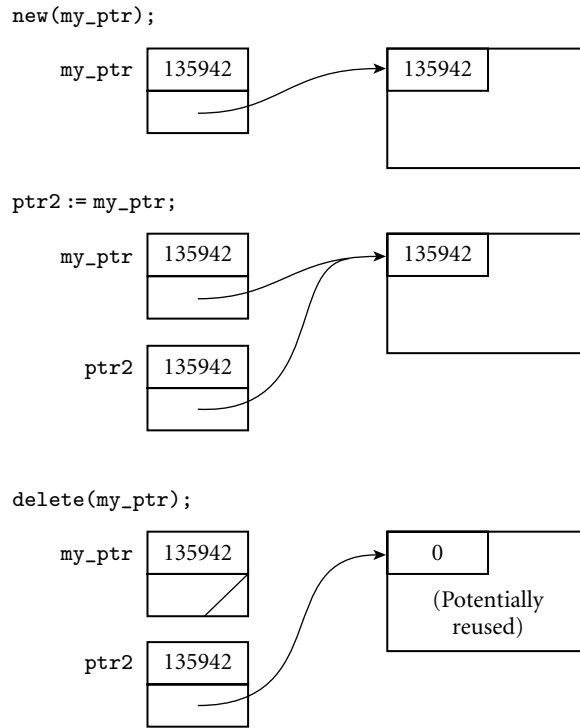 new(my_ptr);
my_ptr 135942 135942
ptr2 := my_ptr;
my_ptr 135942 135942
ptr2 135942
delete(my_ptr);
my_ptr 135942 0
(Potentially
reused)
ptr2 135942